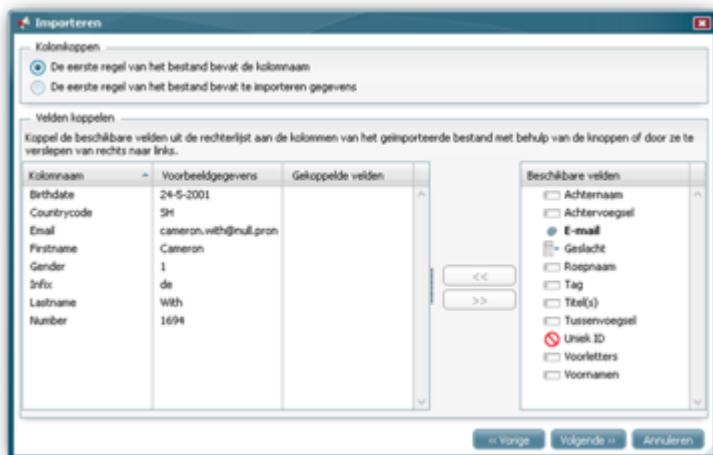 Importeren
Kolomkoppen
De eerste regel van het bestand bevat de kolomnaam
De eerste regel van het bestand bevat te importeren gegevens
Velden koppelen
Koppel de beschikbare velden uit de rechterlijst aan de kolommen van het geïmporteerde bestand met behulp van de knoppen of door ze te
verslepen van rechts naar links.
Kolomnaam Voorbeeldgegevens Gekoppelde velden
Birthdate 24-5-2001
Countrycode SH
Email cameron.with@null.pron
Firstname Cameron
Gender 1
Infix de
Lastname With
Number 1694
<<
>>
Beschikbare velden
Achternaam
Achtervoegsel
E-mail
Geslacht
Roepnaam
Tag
Titel(s)
Tussenvoegsel
Uniek ID
Voorletters
Voornamen
‹‹ Vorige Volgende ›› Annuleren